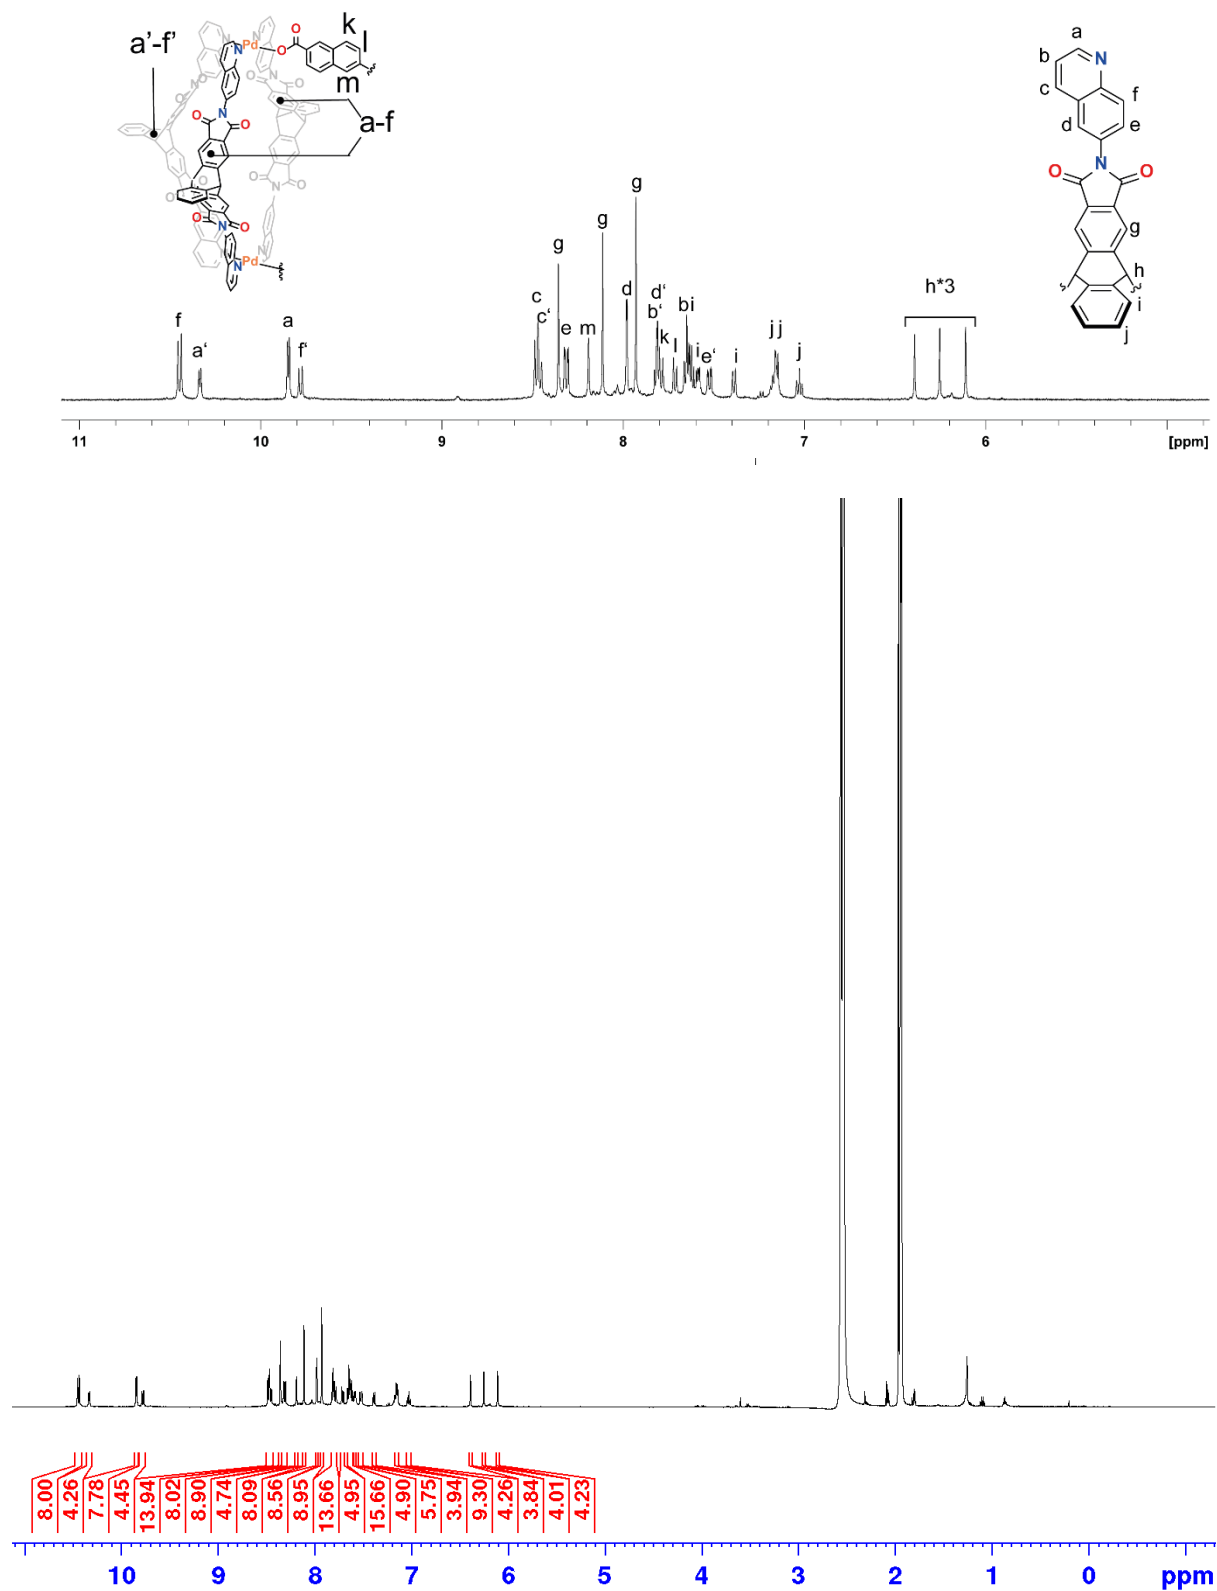 a'-f'
k
l
m
a-f
Pd
O
O
N
O
O
N
O
O
Pd
a
b
N
c
d
f
e
N
O
O
g
h
i
j
f
a'
a
f'
c
c'
g
e
m
g
d
g
d'
b'
k
l
bi
i
e'
i
j j
j
h*3
11
10
9
8
7
6
[ppm]
8.00
4.26
7.78
4.45
13.94
8.02
8.90
4.74
8.09
8.56
8.95
13.66
4.95
15.66
4.90
5.75
3.94
9.30
4.26
3.84
4.01
4.23
10
9
8
7
6
5
4
3
2
1
0
ppm